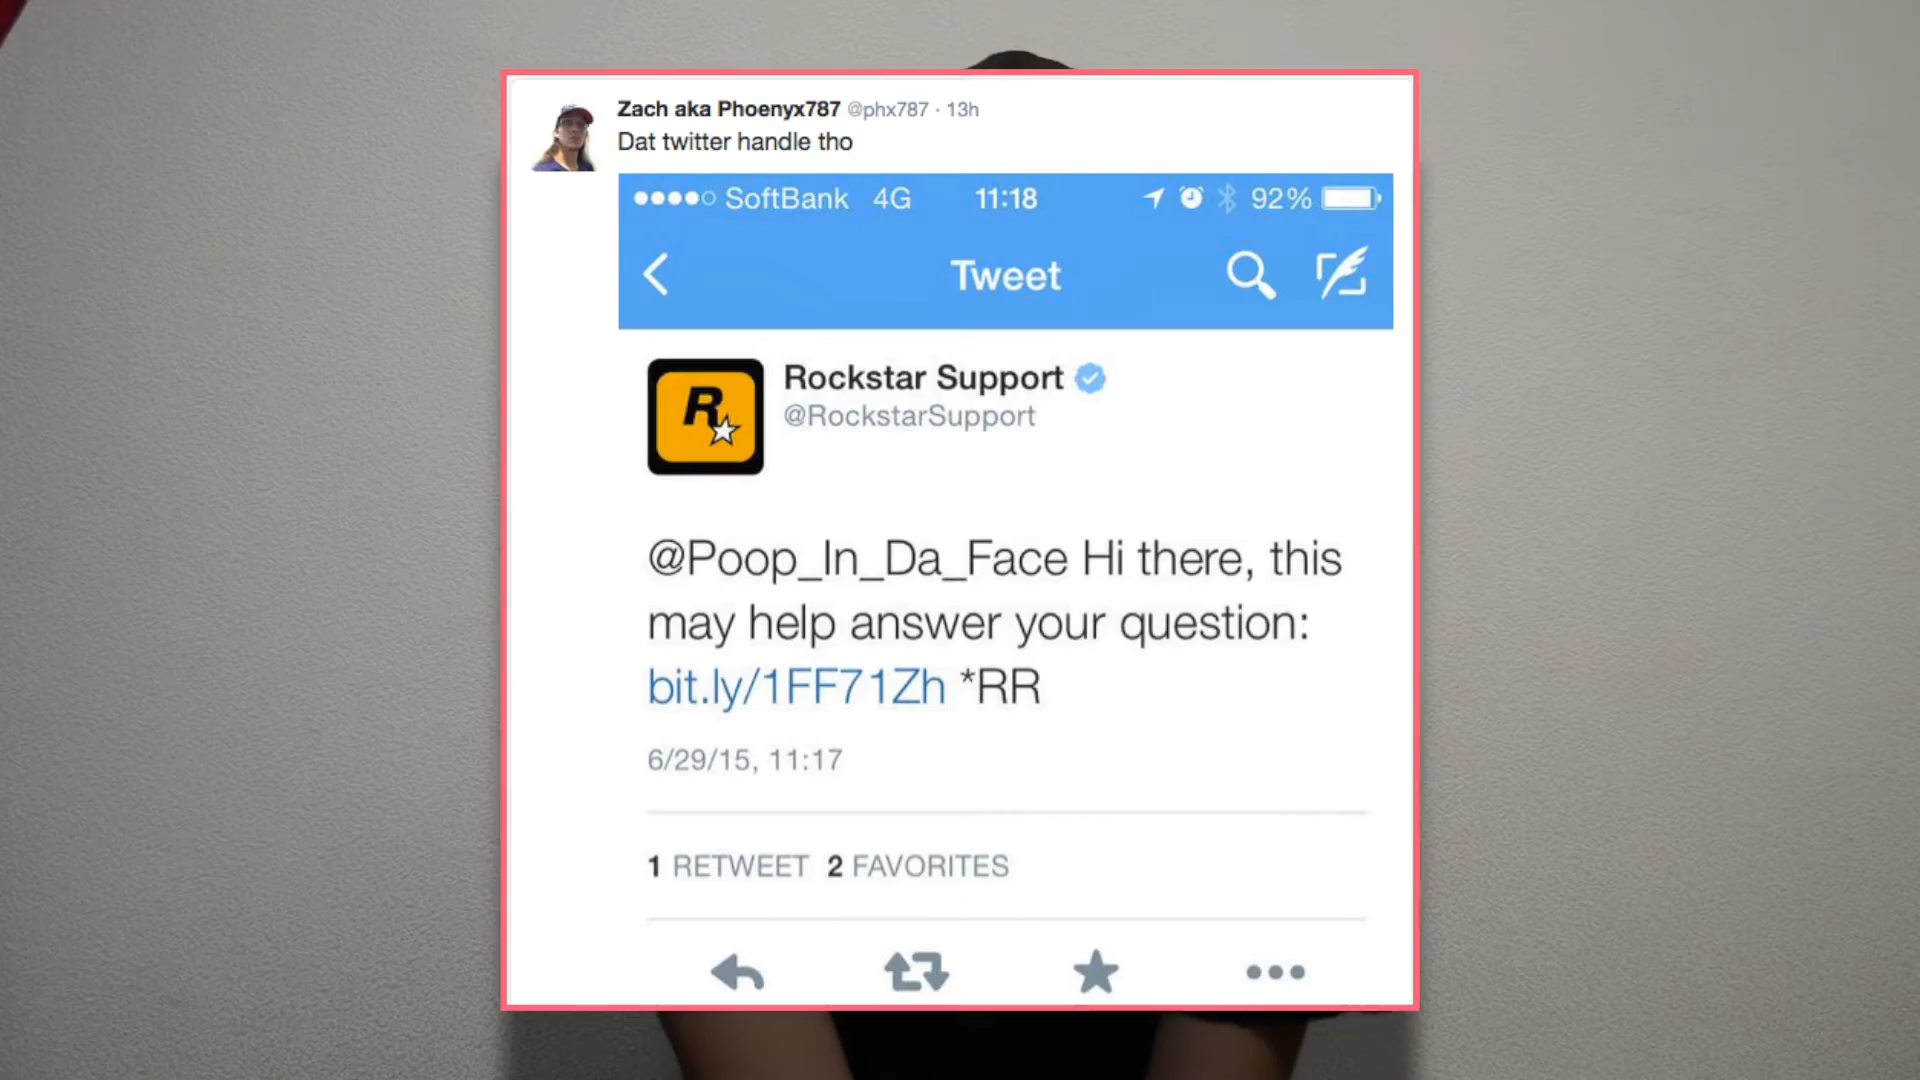 Zach aka Phoenyx787 @phx787 · 13h
Dat twitter handle tho
SoftBank 4G 11:18 92%
Tweet
R
Rockstar Support
@RockstarSupport
@Poop_In_Da_Face Hi there, this
may help answer your question:
bit.ly/1FF71Zh *RR
6/29/15, 11:17
1 RETWEET 2 FAVORITES